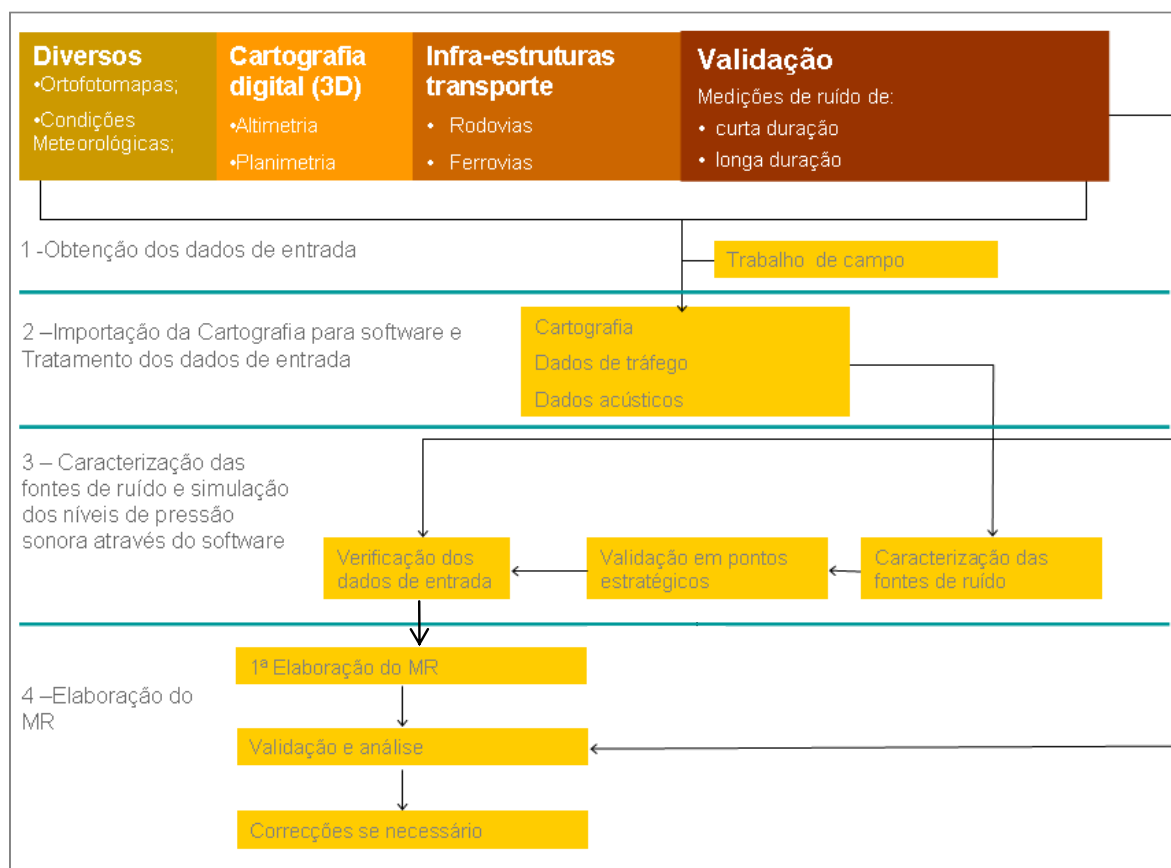 Diversos
•Ortofotomapas;
•Condições
Meteorológicas;
Cartografia
digital (3D)
•Altimetria
•Planimetria
Infra-estruturas
transporte
• Rodovias
• Ferrovias
Validação
Medições de ruído de:
• curta duração
• longa duração
1 -Obtenção dos dados de entrada
Trabalho de campo
2 –Importação da Cartografia para software e
Tratamento dos dados de entrada
Cartografia
Dados de tráfego
Dados acústicos
3 – Caracterização das
fontes de ruído e simulação
dos níveis de pressão
sonora através do software
Verificação dos
dados de entrada
Validação em pontos
estratégicos
Caracterização das
fontes de ruído
4 –Elaboração do
MR
1ª Elaboração do MR
Validação e análise
Correcções se necessário